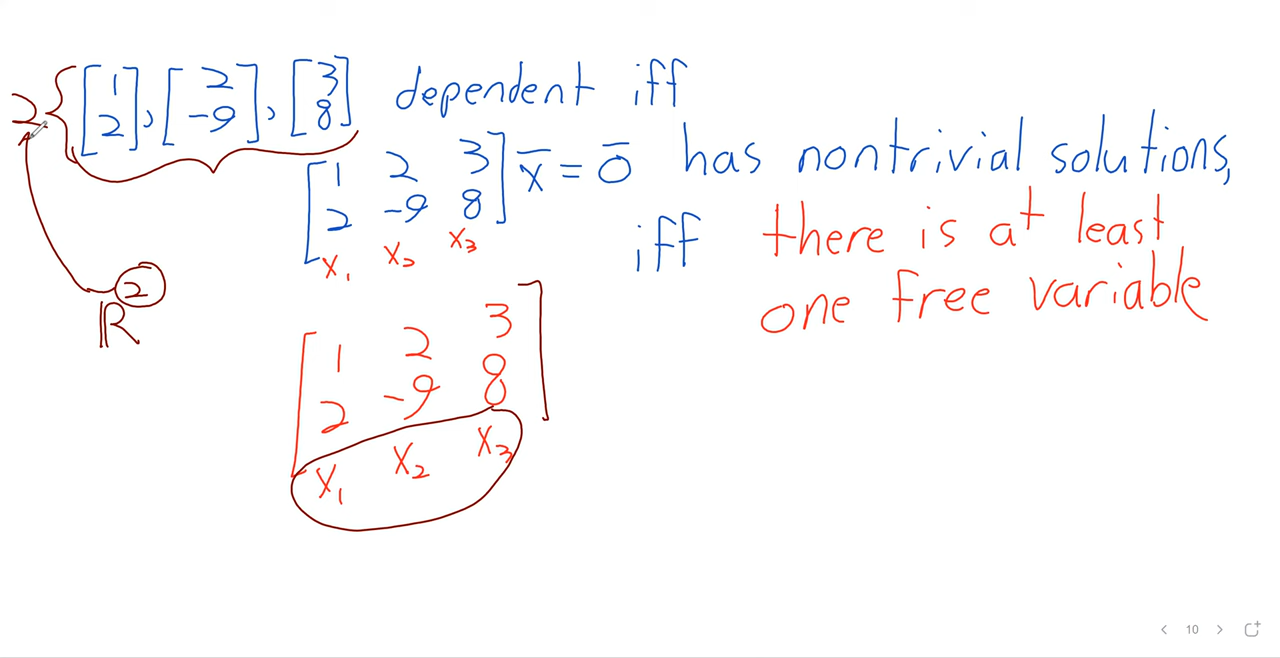 2 { [1 2], [2 -9], [3 8] dependent iff
[1 2 3
2 -9 8] x̄ = ō has nontrivial solutions,
x₁ x₂ x₃
iff there is at least
one free variable
ℝ²
[1 2 3
2 -9 8]
x₁ x₂ x₃
10